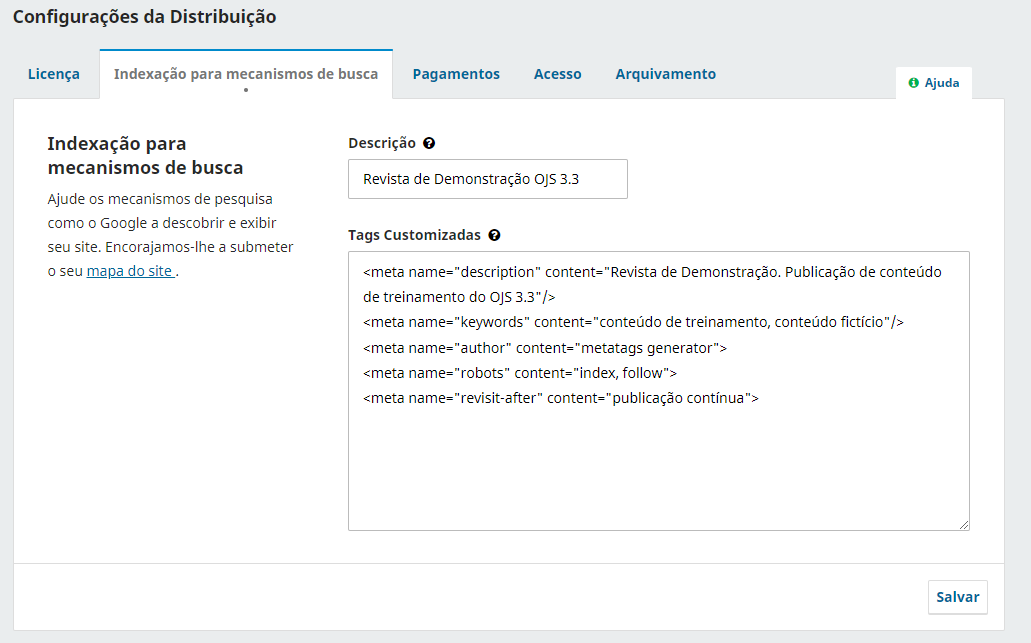 Configurações da Distribuição
Licença
Indexação para mecanismos de busca
Pagamentos
Acesso
Arquivamento
Ajuda
Indexação para
mecanismos de busca
Ajude os mecanismos de pesquisa
como o Google a descobrir e exibir
seu site. Encorajamos-lhe a submeter
o seu mapa do site .
Descrição
Revista de Demonstração OJS 3.3
Tags Customizadas
<meta name="description" content="Revista de Demonstração. Publicação de conteúdo
de treinamento do OJS 3.3"/>
<meta name="keywords" content="conteúdo de treinamento, conteúdo fictício"/>
<meta name="author" content="metatags generator">
<meta name="robots" content="index, follow">
<meta name="revisit-after" content="publicação contínua">
Salvar